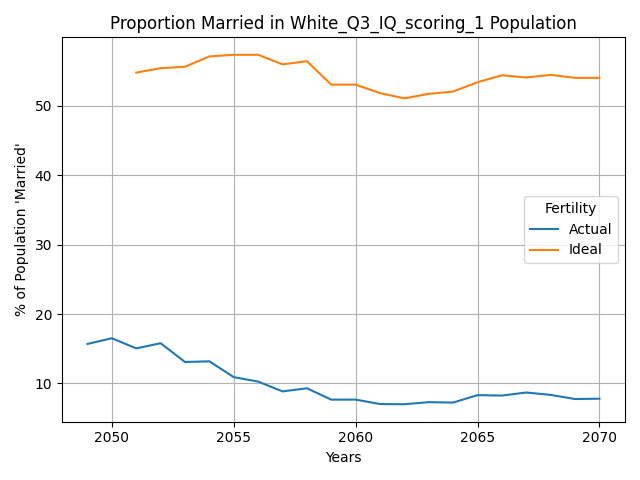 Proportion Married in White_Q3_IQ_scoring_1 Population
% of Population 'Married'
50
40
30
20
10
Fertility
Actual
Ideal
2050
2055
2060
2065
2070
Years